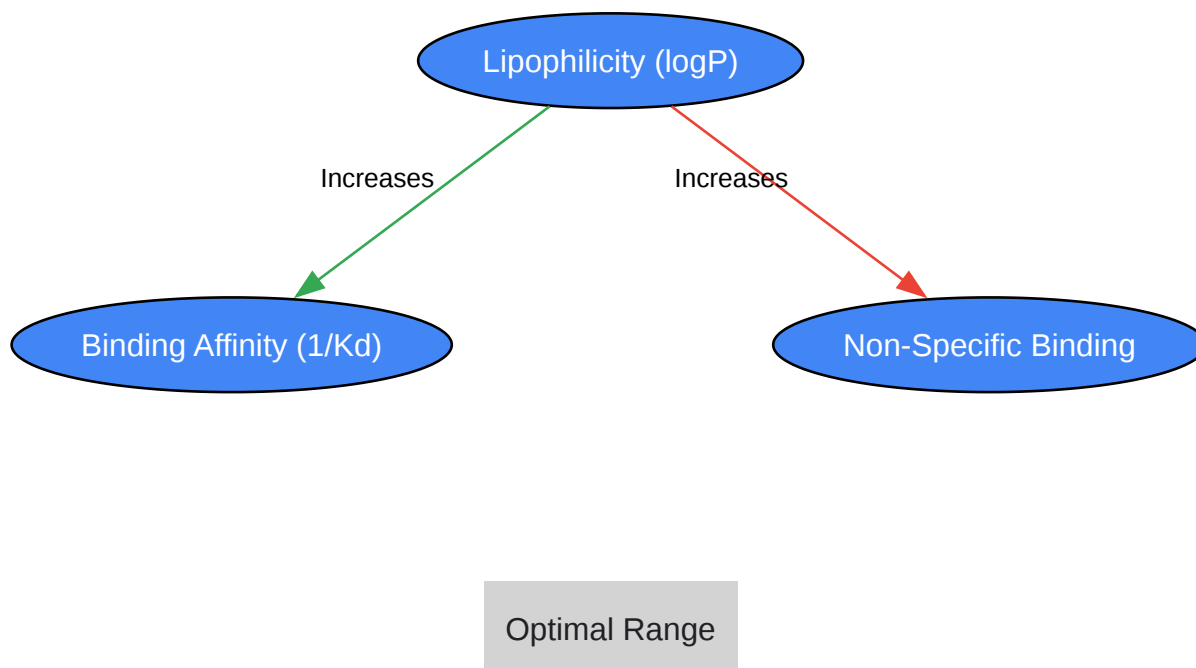 Lipophilicity (logP)
Increases
Increases
Binding Affinity (1/Kd)
Non-Specific Binding
Optimal Range